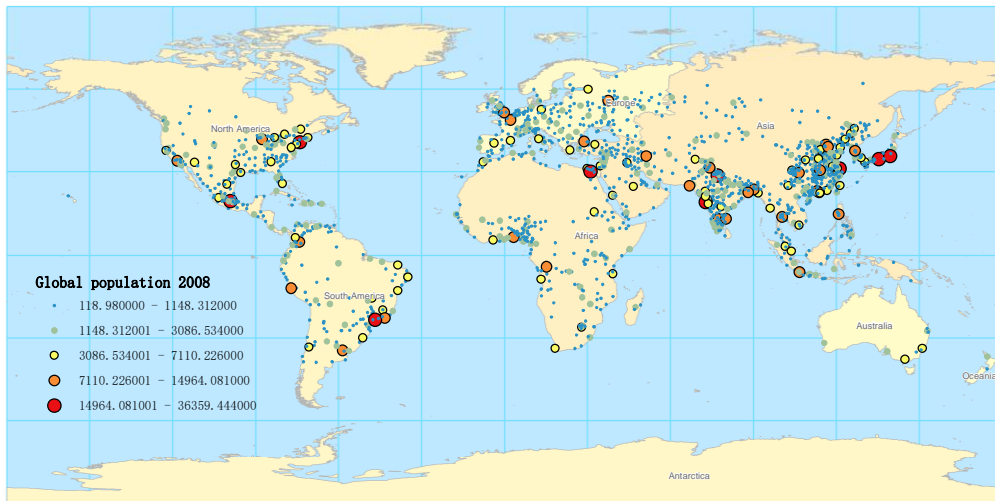 Europe
North America
Asia
Africa
Global population 2008
118.980000 - 1148.312000
1148.312001 - 3086.534000
3086.534001 - 7110.226000
7110.226001 - 14964.081000
14964.081001 - 36359.444000
South America
Australia
Oceania
Antarctica